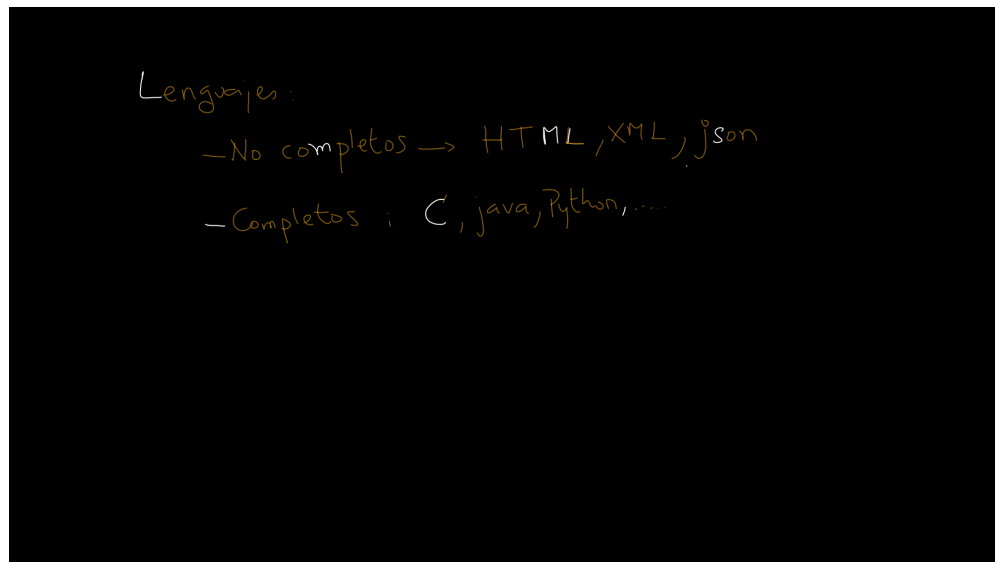 Lenguajes:
- No completos → HTML, XML, json
- Completos : C, java, Python, .....